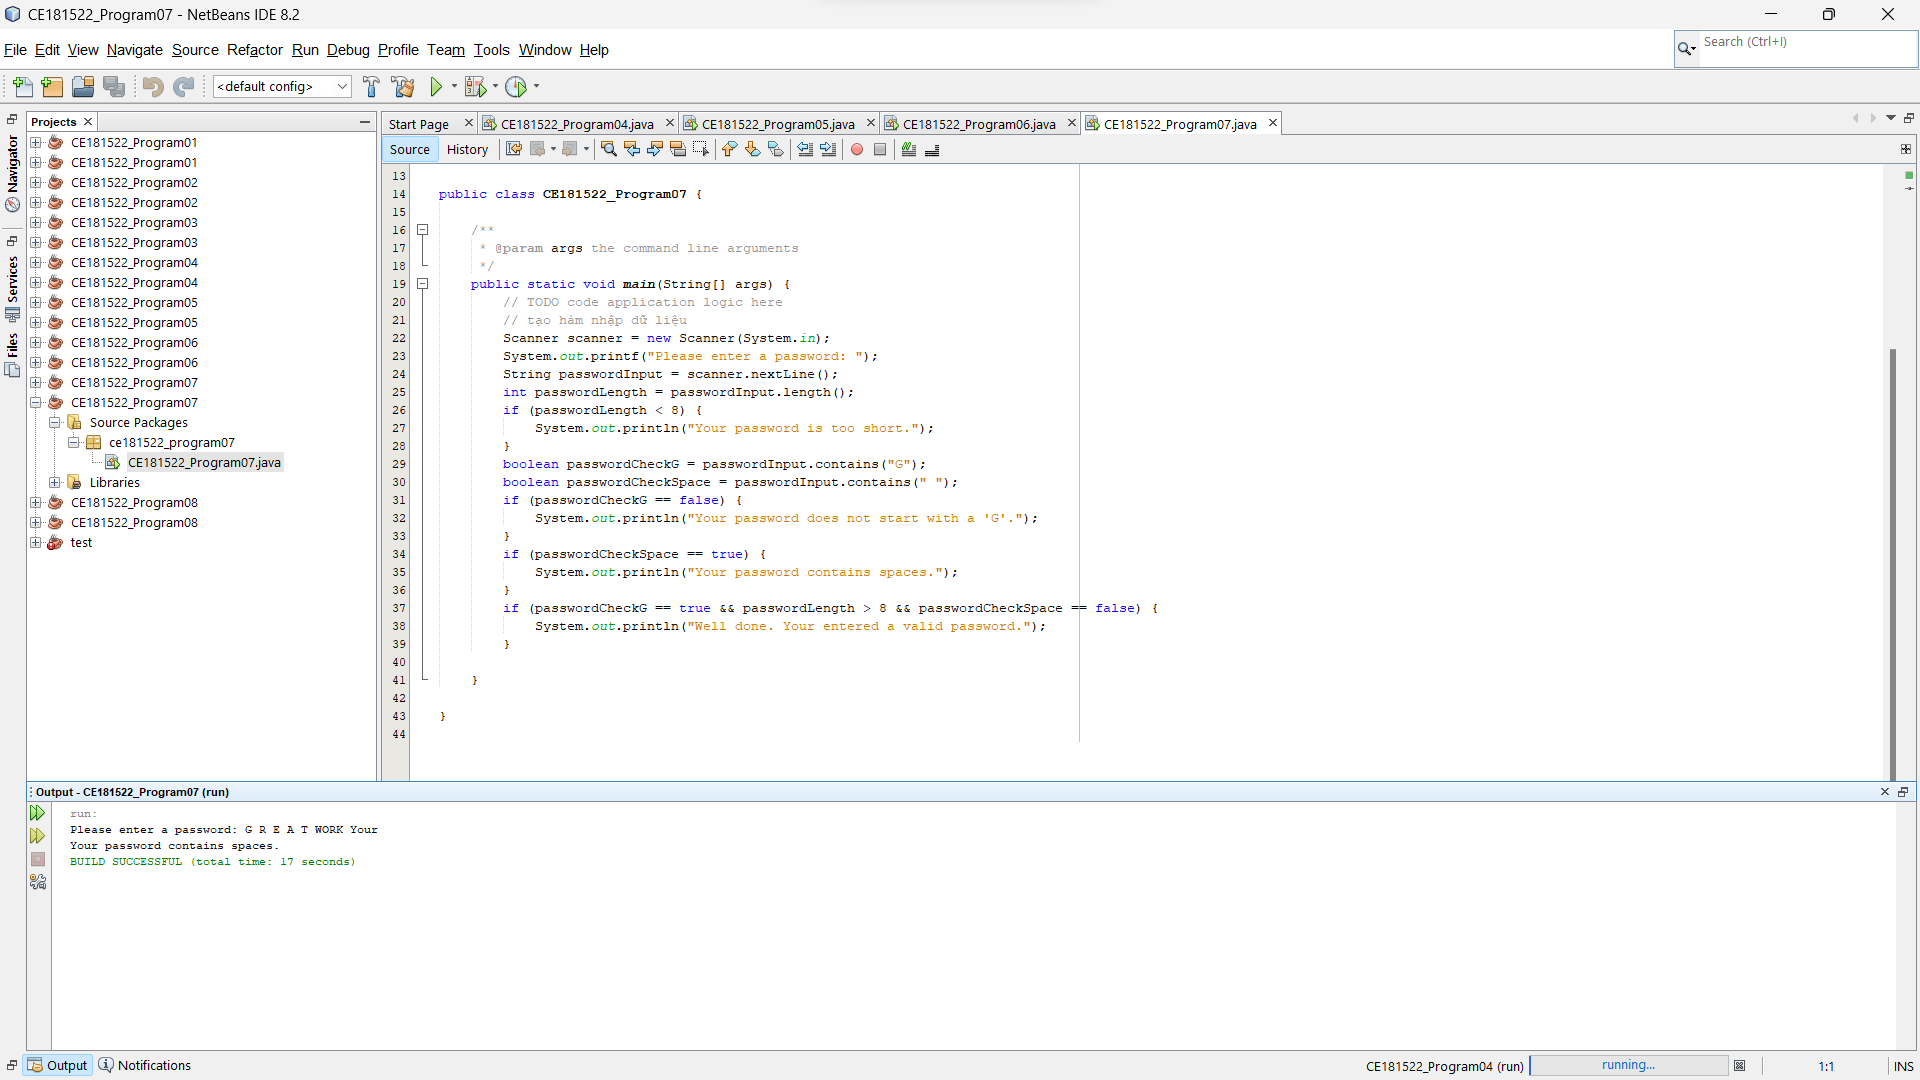 CE181522_Program07 - NetBeans IDE 8.2
File Edit View Navigate Source Refactor Run Debug Profile Team Tools Window Help
Search (Ctrl+I)
<default config>
Navigator
Services
Files
Projects
CE181522_Program01
CE181522_Program01
CE181522_Program02
CE181522_Program02
CE181522_Program03
CE181522_Program03
CE181522_Program04
CE181522_Program04
CE181522_Program05
CE181522_Program05
CE181522_Program06
CE181522_Program06
CE181522_Program07
CE181522_Program07
Source Packages
ce181522_program07
CE181522_Program07.java
Libraries
CE181522_Program08
CE181522_Program08
test
Start Page CE181522_Program04.java CE181522_Program05.java CE181522_Program06.java CE181522_Program07.java
Source History
13
14 public class CE181522_Program07 {
15
16 /**
17 * @param args the command line arguments
18 */
19 public static void main(String[] args) {
20 // TODO code application logic here
21 // tạo hàm nhập dữ liệu
22 Scanner scanner = new Scanner(System.in);
23 System.out.printf("Please enter a password: ");
24 String passwordInput = scanner.nextLine();
25 int passwordLength = passwordInput.length();
26 if (passwordLength < 8) {
27 System.out.println("Your password is too short.");
28 }
29 boolean passwordCheckG = passwordInput.contains("G");
30 boolean passwordCheckSpace = passwordInput.contains(" ");
31 if (passwordCheckG == false) {
32 System.out.println("Your password does not start with a 'G'.");
33 }
34 if (passwordCheckSpace == true) {
35 System.out.println("Your password contains spaces.");
36 }
37 if (passwordCheckG == true && passwordLength > 8 && passwordCheckSpace == false) {
38 System.out.println("Well done. Your entered a valid password.");
39 }
40
41 }
42
43 }
44
Output - CE181522_Program07 (run)
run:
Please enter a password: G R E A T WORK Your
Your password contains spaces.
BUILD SUCCESSFUL (total time: 17 seconds)
Output Notifications
CE181522_Program04 (run) running... 1:1 INS